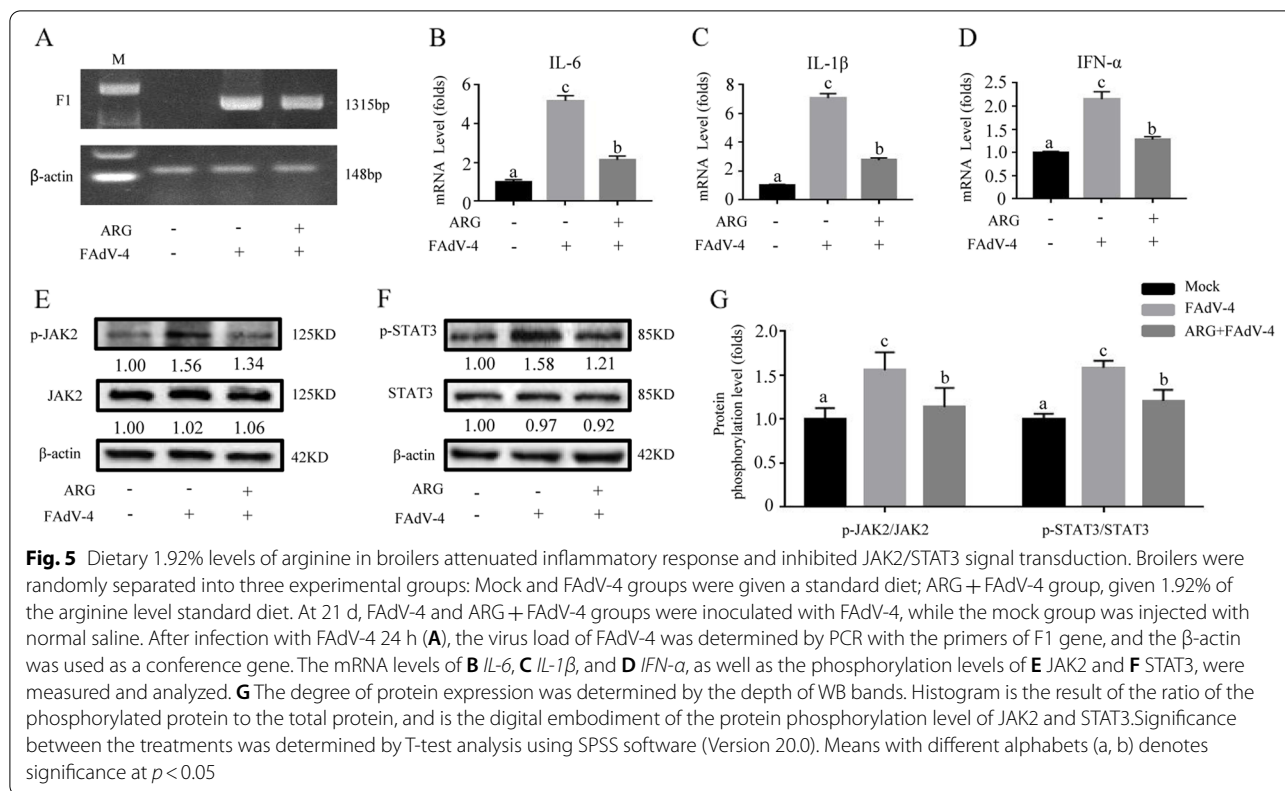 A
M
F1
1315bp
β-actin
148bp
ARG - - +
FAdV-4 - + +
B
IL-6
mRNA Level (folds)
6
4
2
0
a
c
b
ARG - - +
FAdV-4 - + +
C
IL-1β
mRNA Level (folds)
8
6
4
2
0
a
c
b
ARG - - +
FAdV-4 - + +
D
IFN-α
mRNA Level (folds)
2.5
2.0
1.5
1.0
0.5
0.0
a
c
b
ARG - - +
FAdV-4 - + +
E
p-JAK2 125KD
1.00 1.56 1.34
JAK2 125KD
1.00 1.02 1.06
β-actin 42KD
ARG - - +
FAdV-4 - + +
F
p-STAT3 85KD
1.00 1.58 1.21
STAT3 85KD
1.00 0.97 0.92
β-actin 42KD
ARG - - +
FAdV-4 - + +
G
Mock
FAdV-4
ARG+FAdV-4
Protein
phosphorylation level (folds)
2.0
1.5
1.0
0.5
0.0
a
c
b
a
c
b
p-JAK2/JAK2
p-STAT3/STAT3
Fig. 5 Dietary 1.92% levels of arginine in broilers attenuated inflammatory response and inhibited JAK2/STAT3 signal transduction. Broilers were
randomly separated into three experimental groups: Mock and FAdV-4 groups were given a standard diet; ARG + FAdV-4 group, given 1.92% of
the arginine level standard diet. At 21 d, FAdV-4 and ARG + FAdV-4 groups were inoculated with FAdV-4, while the mock group was injected with
normal saline. After infection with FAdV-4 24 h (A), the virus load of FAdV-4 was determined by PCR with the primers of F1 gene, and the β-actin
was used as a conference gene. The mRNA levels of B IL-6, C IL-1β, and D IFN-α, as well as the phosphorylation levels of E JAK2 and F STAT3, were
measured and analyzed. G The degree of protein expression was determined by the depth of WB bands. Histogram is the result of the ratio of the
phosphorylated protein to the total protein, and is the digital embodiment of the protein phosphorylation level of JAK2 and STAT3.Significance
between the treatments was determined by T-test analysis using SPSS software (Version 20.0). Means with different alphabets (a, b) denotes
significance at p < 0.05